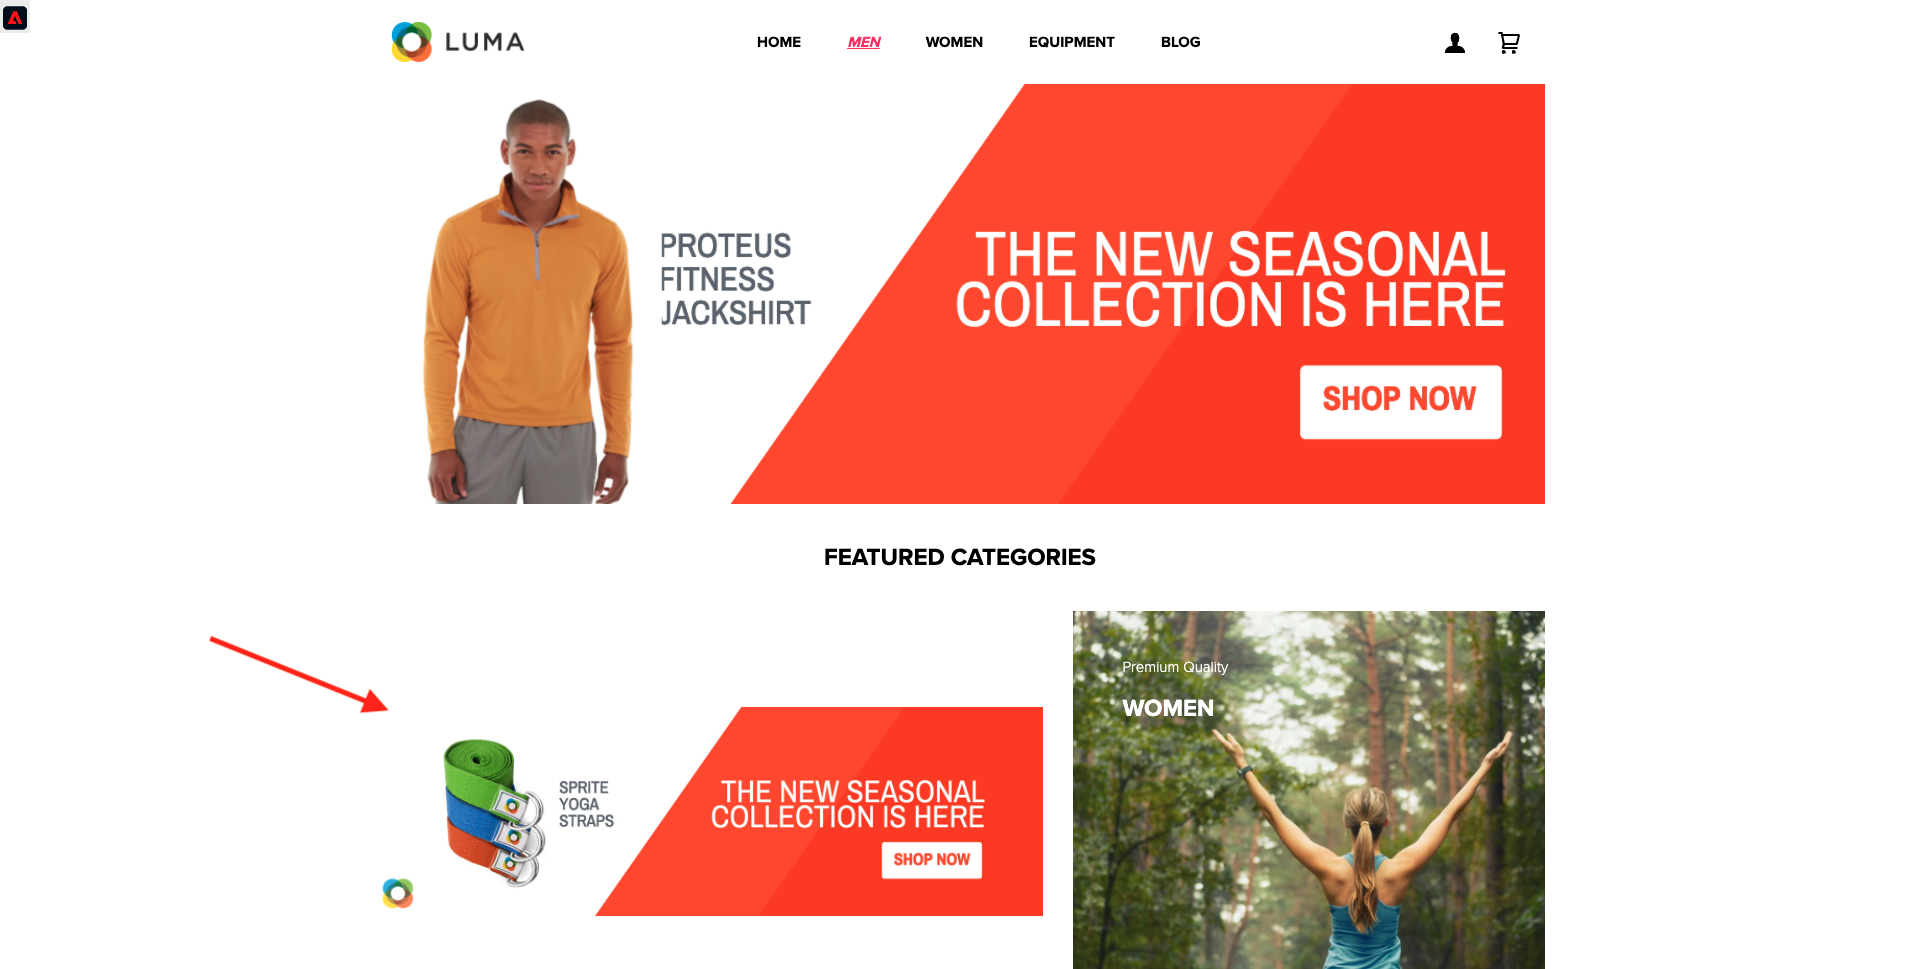 LUMA
HOME MEN WOMEN EQUIPMENT BLOG
PROTEUS
FITNESS
JACKSHIRT
THE NEW SEASONAL
COLLECTION IS HERE
SHOP NOW
FEATURED CATEGORIES
SPRITE
YOGA
STRAPS
THE NEW SEASONAL
COLLECTION IS HERE
SHOP NOW
Premium Quality
WOMEN